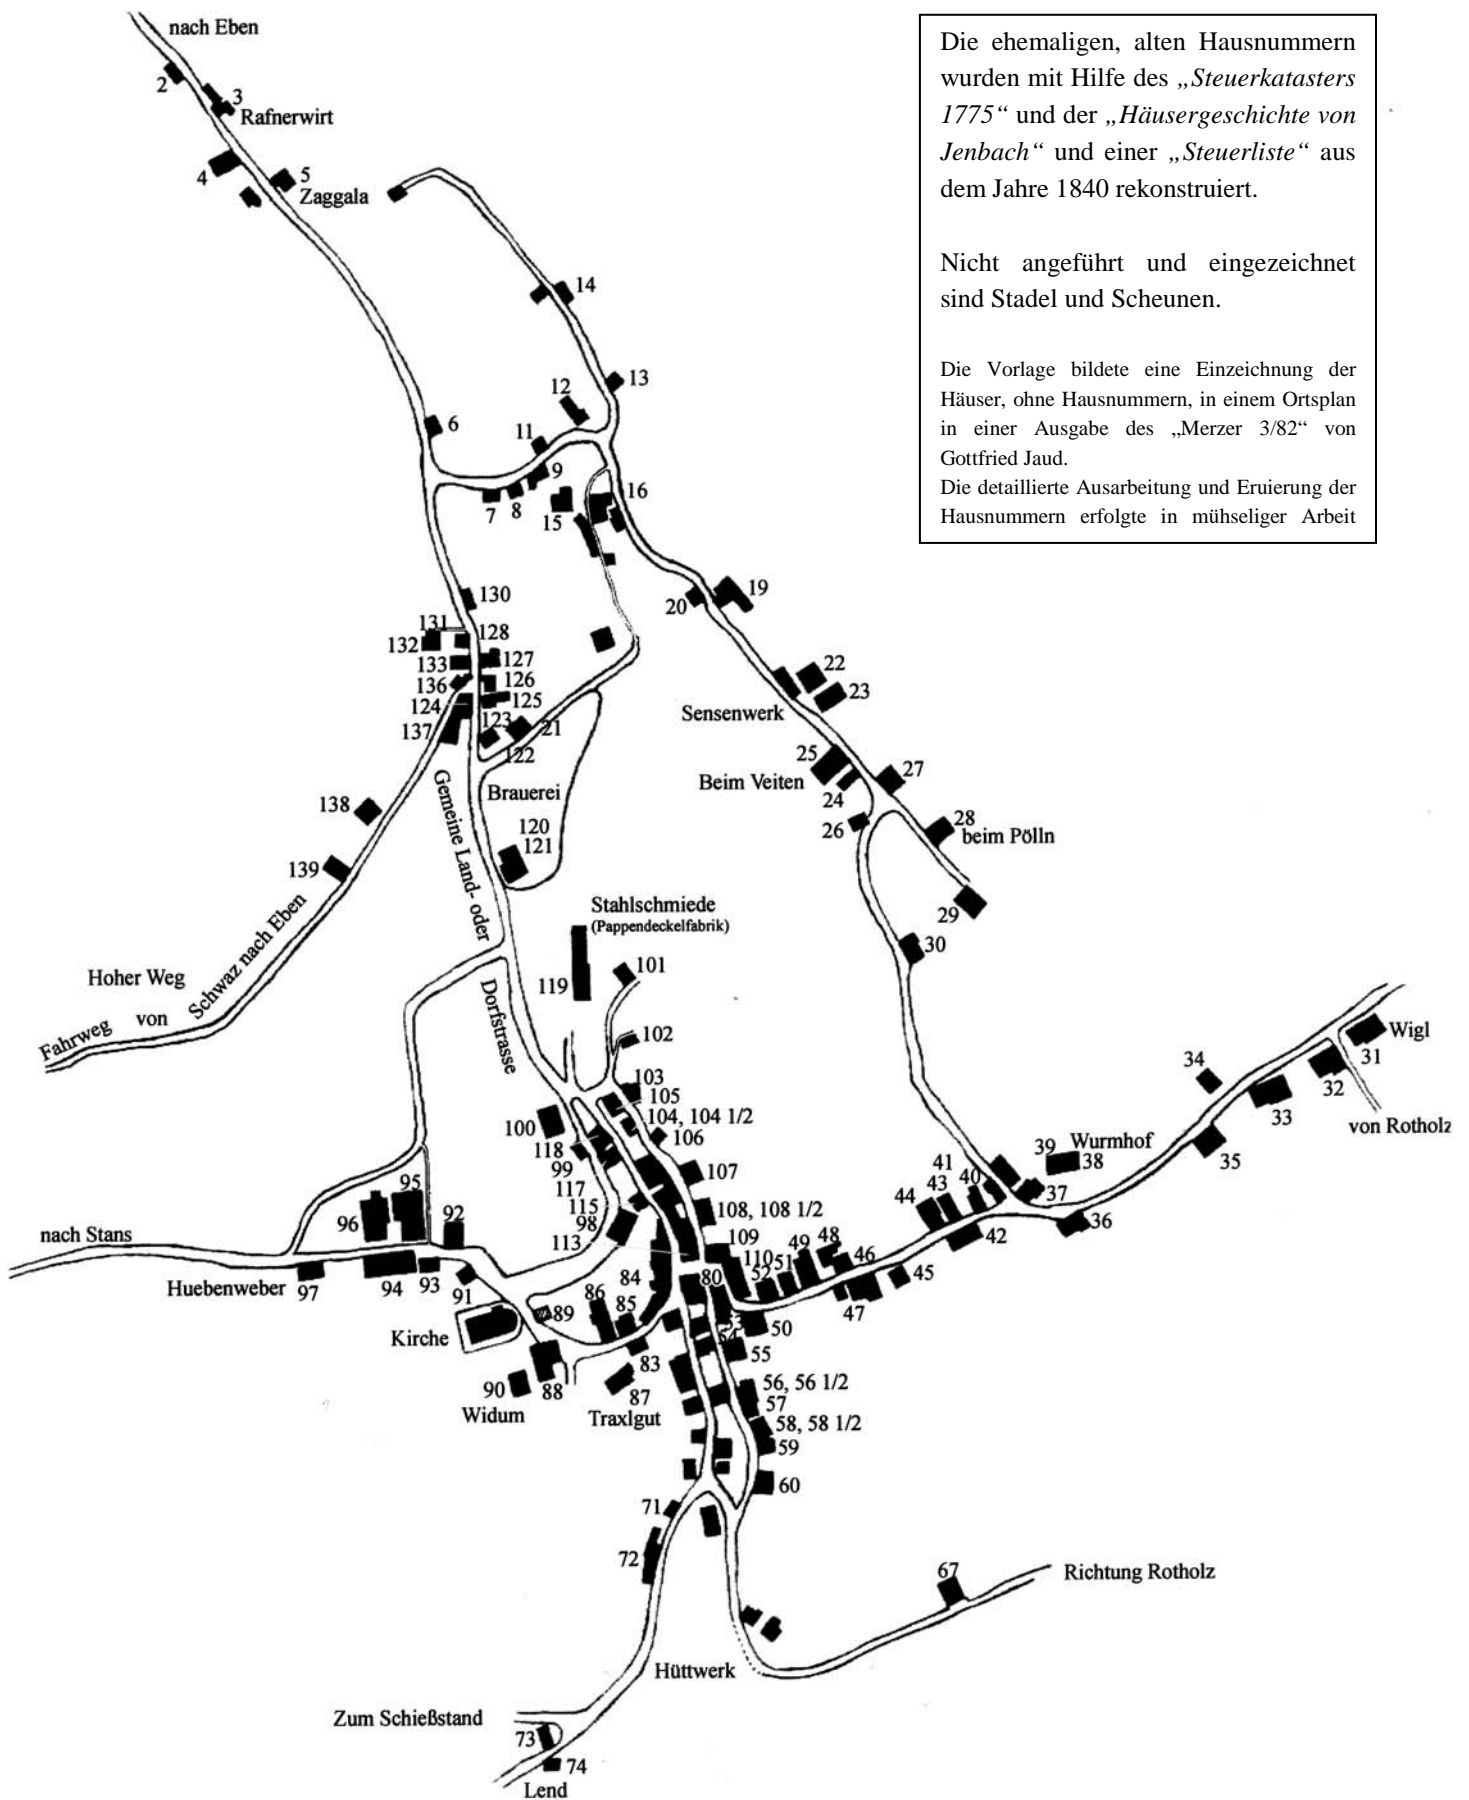 nach Eben
2
3
Rafnerwirt
4
5
Zaggala
Die ehemaligen, alten Hausnummern
wurden mit Hilfe des „Steuerkatasters
1775“ und der „Häusergeschichte von
Jenbach“ und einer „Steuerliste“ aus
dem Jahre 1840 rekonstruiert.
Nicht angeführt und eingezeichnet
sind Stadel und Scheunen.
Die Vorlage bildete eine Einzeichnung der
Häuser, ohne Hausnummern, in einem Ortsplan
in einer Ausgabe des „Merzer 3/82“ von
Gottfried Jaud.
Die detaillierte Ausarbeitung und Eruierung der
Hausnummern erfolgte in mühseliger Arbeit
14
13
12
6
11
9
7
8
15
16
19
20
130
131
132
128
133
127
136
126
124
125
137
123
21
122
22
23
Sensenwerk
25
Beim Veiten
24
27
26
28
beim Pölln
29
30
138
139
Gemeine Land- oder
Dorfstrasse
Brauerei
120
121
Stahlschmiede
(Pappendeckelfabrik)
119
101
102
Hoher Weg
Fahrweg von Schwaz nach Eben
103
105
104, 104 1/2
100
106
118
99
107
117
115
98
108, 108 1/2
113
109
110
34
31
Wigl
32
33
von Rotholz
35
39
Wurmhof
38
41
40
37
43
44
36
42
48
49
46
51
52
45
47
95
96
92
nach Stans
Huebenweber
97
94
93
91
84
80
86
85
89
Kirche
53
50
54
55
83
90
88
87
Widum
Traxlgut
56, 56 1/2
57
58, 58 1/2
59
60
71
72
67
Richtung Rotholz
Hüttwerk
Zum Schießstand
73
74
Lend